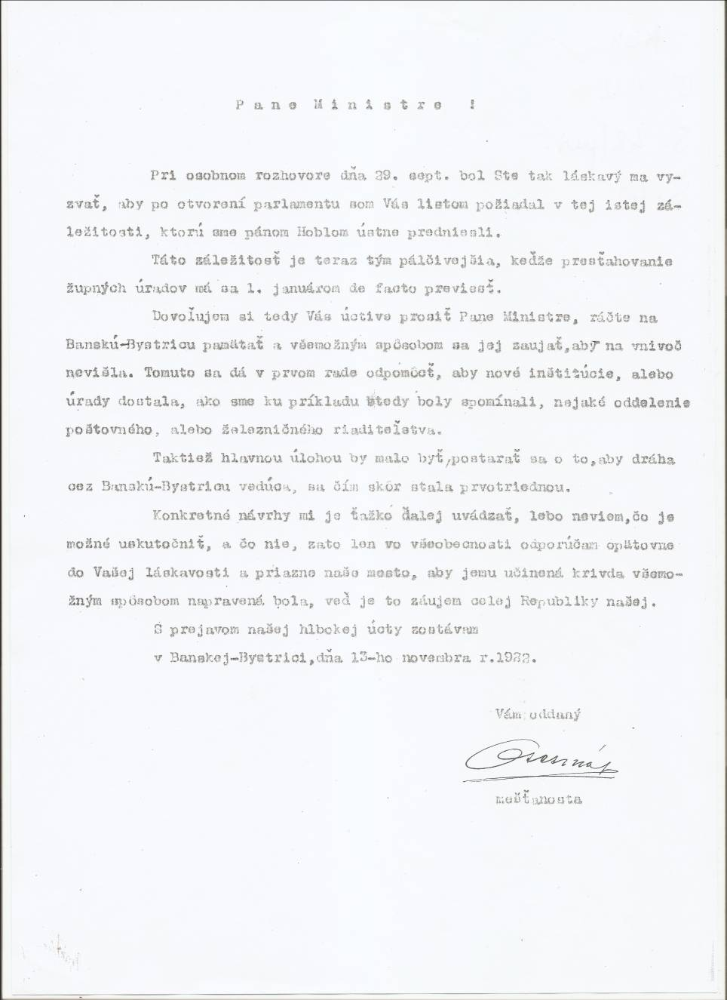 Pane Ministre !
Pri osobnom rozhovore dňa 29. sept. bol Ste tak láskavý ma vy-
zvať, aby po otvorení parlamentu som Vás listom požiadal v tej istej zá-
ležitosti, ktorú sme pánom Hoblom ústne predniesli.
Táto záležitosť je teraz tým pálčivejšia, keďže presťahovanie
župných úradov má sa 1. januárom de facto previesť.
Dovoľujem si tedy Vás úctive prosiť Pane Ministre, ráčte na
Banskú-Bystricu pamätať a všemožným spôsobom sa jej zaujať,aby na vnivoč
nevišla. Tomuto sa dá v prvom rade odpomôcť, aby nové inštitúcie, alebo
úrady dostala, ako sme ku príkladu vtedy boly spomínali, nejaké oddelenie
poštovného, alebo železničného riaditeľstva.
Taktiež hlavnou úlohou by malo byť,postarať sa o to,aby dráha
cez Banskú-Bystricu vedúca, sa čím skôr stala prvotriednou.
Konkretné návrhy mi je ťažko ďalej uvádzať, lebo neviem,čo je
možné uskutočniť, a čo nie, zato len vo všeobecnosti odporúčam opätovne
do Vašej láskavosti a priazne naše mesto, aby jemu učinená krivda všemo-
žným spôsobom napravená bola, veď je to záujem celej Republiky našej.
S prejavom našej hlbokej úcty zostávam
v Banskej-Bystrici,dňa 13-ho novembra r.1922.
Vám oddaný
mešťanosta